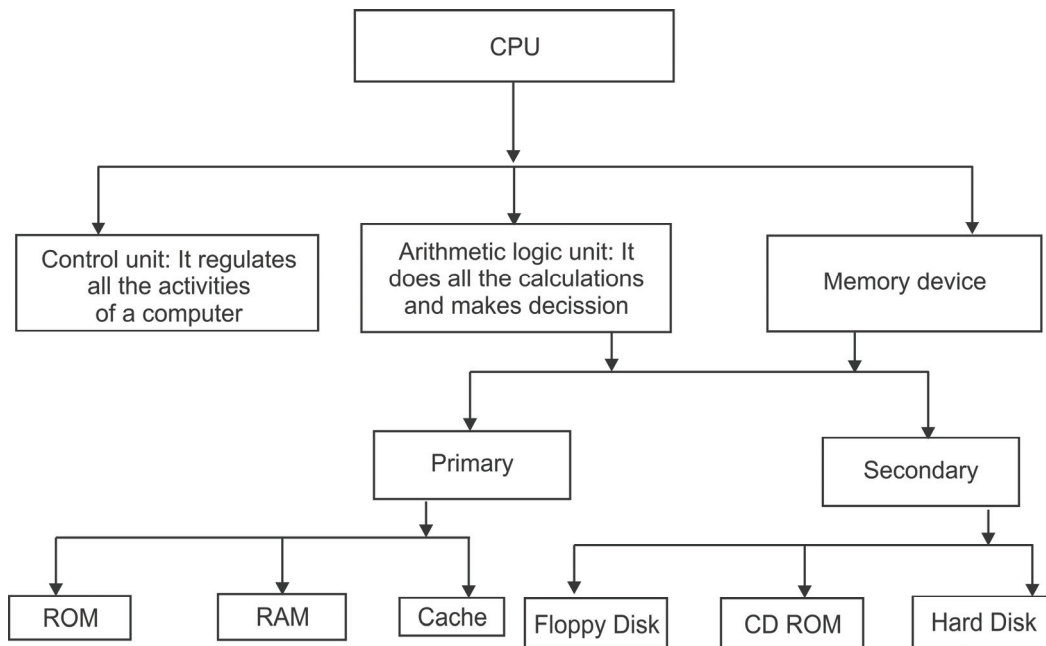 CPU
Control unit: It regulates
all the activities
of a computer
Arithmetic logic unit: It
does all the calculations
and makes decission
Memory device
Primary
Secondary
ROM
RAM
Cache
Floppy Disk
CD ROM
Hard Disk